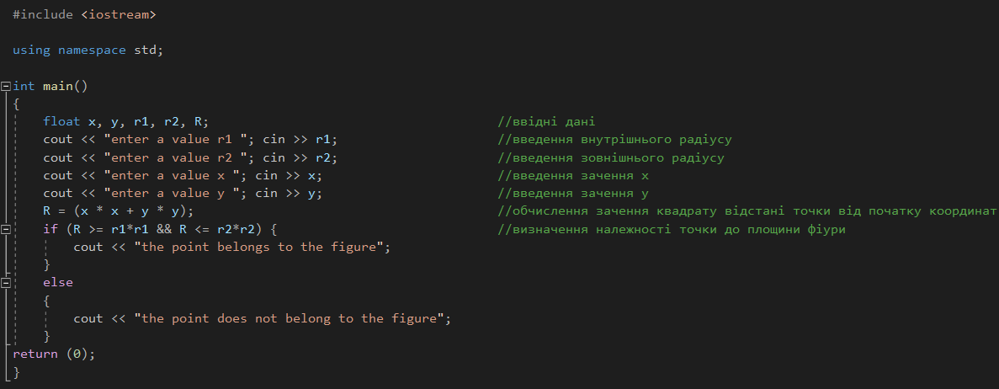 #include <iostream>
using namespace std;
int main()
{
float x, y, r1, r2, R; //ввідні дані
cout << "enter a value r1 "; cin >> r1; //введення внутрішнього радіусу
cout << "enter a value r2 "; cin >> r2; //введення зовнішнього радіусу
cout << "enter a value x "; cin >> x; //введення зачення x
cout << "enter a value y "; cin >> y; //введення зачення y
R = (x * x + y * y); //обчислення зачення квадрату відстані точки від початку координат
if (R >= r1*r1 && R <= r2*r2) { //визначення належності точки до площини фіури
cout << "the point belongs to the figure";
}
else
{
cout << "the point does not belong to the figure";
}
return (0);
}